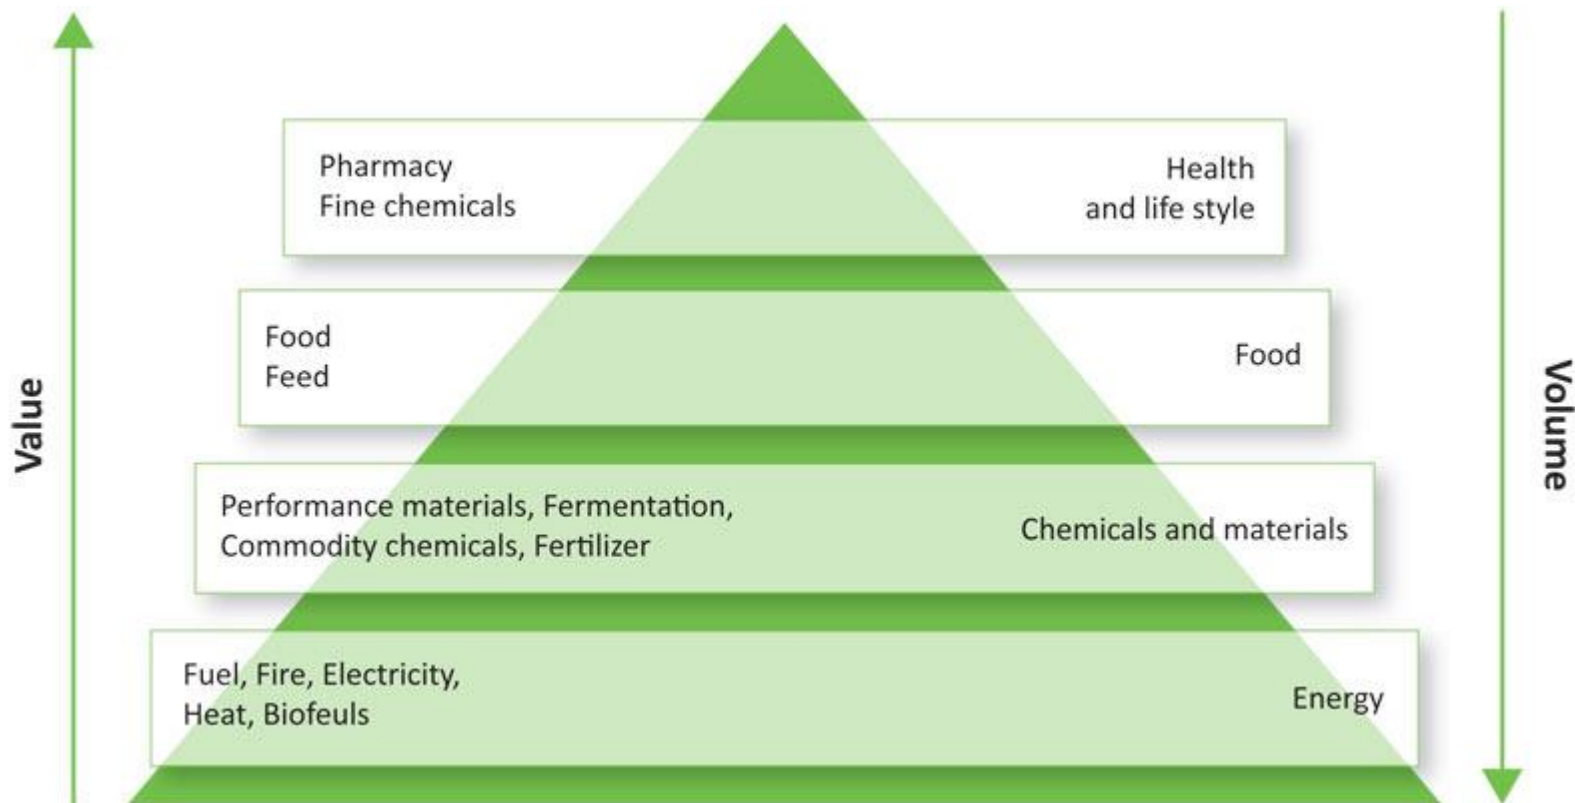 Value
Pharmacy
Fine chemicals
Health
and life style
Food
Feed
Food
Performance materials, Fermentation,
Commodity chemicals, Fertilizer
Chemicals and materials
Fuel, Fire, Electricity,
Heat, Biofeuls
Energy
Volume